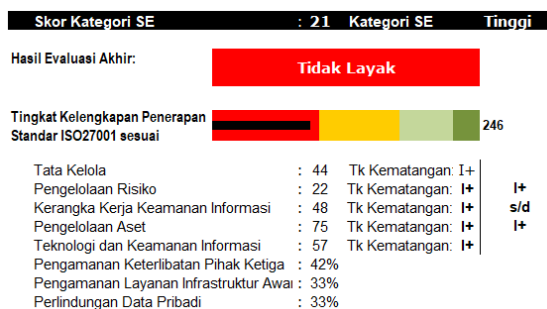 Skor Kategori SE : 21 Kategori SE Tinggi
Hasil Evaluasi Akhir:
Tidak Layak
Tingkat Kelengkapan Penerapan
Standar ISO27001 sesuai
246
Tata Kelola : 44 Tk Kematangan: I+
Pengelolaan Risiko : 22 Tk Kematangan: I+ I+
Kerangka Kerja Keamanan Informasi : 48 Tk Kematangan: I+ s/d
Pengelolaan Aset : 75 Tk Kematangan: I+ I+
Teknologi dan Keamanan Informasi : 57 Tk Kematangan: I+
Pengamanan Keterlibatan Pihak Ketiga : 42%
Pengamanan Layanan Infrastruktur Awai : 33%
Perlindungan Data Pribadi : 33%